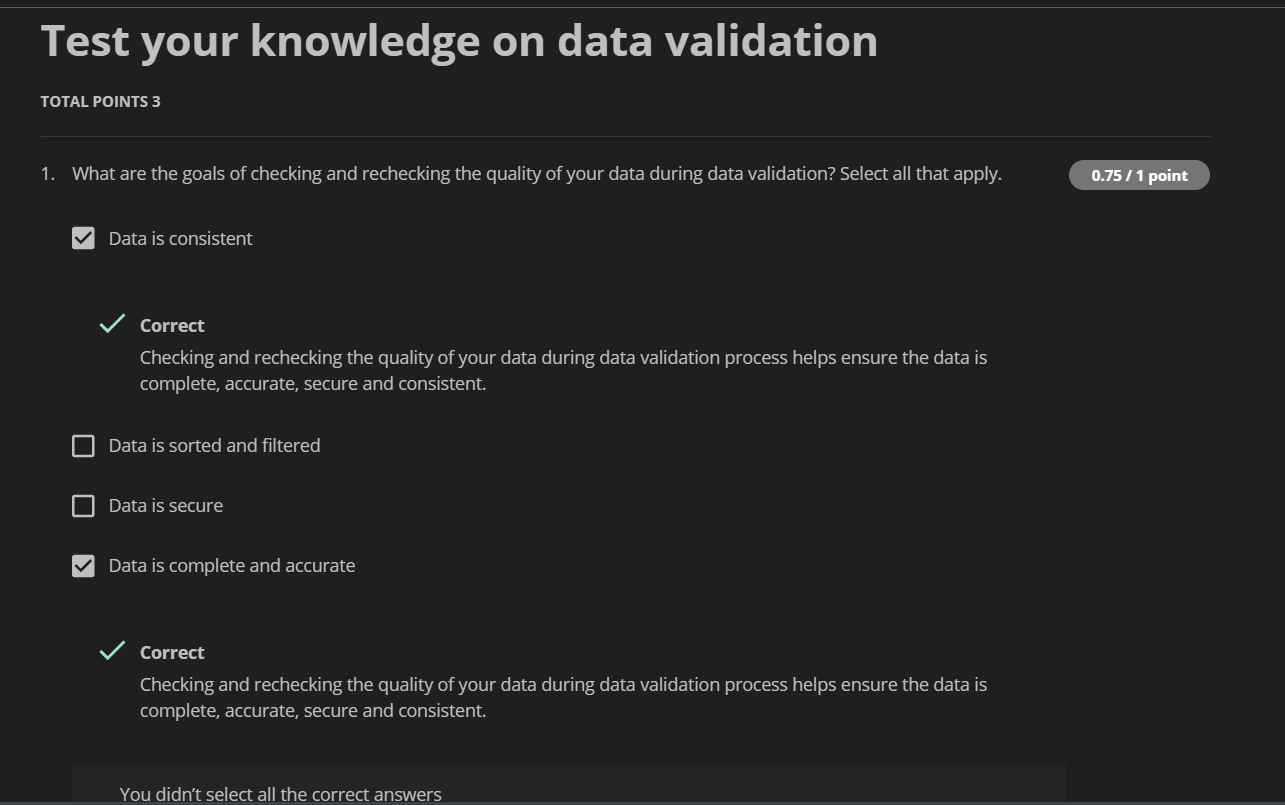 Test your knowledge on data validation
TOTAL POINTS 3
1. What are the goals of checking and rechecking the quality of your data during data validation? Select all that apply.
0.75 / 1 point
Data is consistent
Correct
Checking and rechecking the quality of your data during data validation process helps ensure the data is
complete, accurate, secure and consistent.
Data is sorted and filtered
Data is secure
Data is complete and accurate
Correct
Checking and rechecking the quality of your data during data validation process helps ensure the data is
complete, accurate, secure and consistent.
You didn’t select all the correct answers